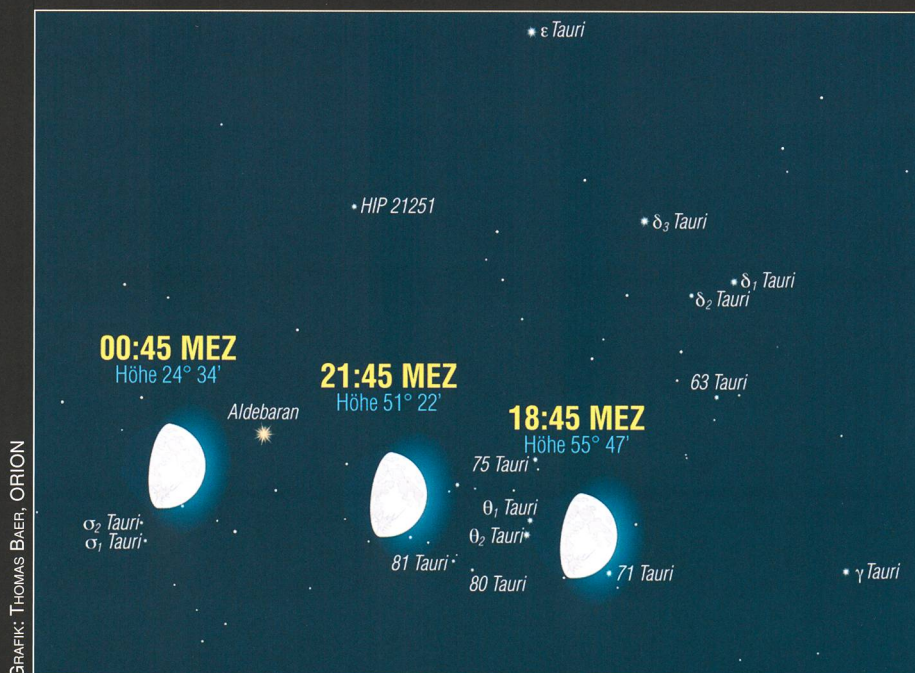 ε Tauri
HIP 21251
δ3 Tauri
δ1 Tauri
δ2 Tauri
00:45 MEZ
Höhe 24° 34'
21:45 MEZ
Höhe 51° 22'
63 Tauri
Aldebaran
18:45 MEZ
Höhe 55° 47'
75 Tauri
θ1 Tauri
σ2 Tauri
θ2 Tauri
σ1 Tauri
81 Tauri
80 Tauri
71 Tauri
γ Tauri
GRAFIK: THOMAS BAER, ORION